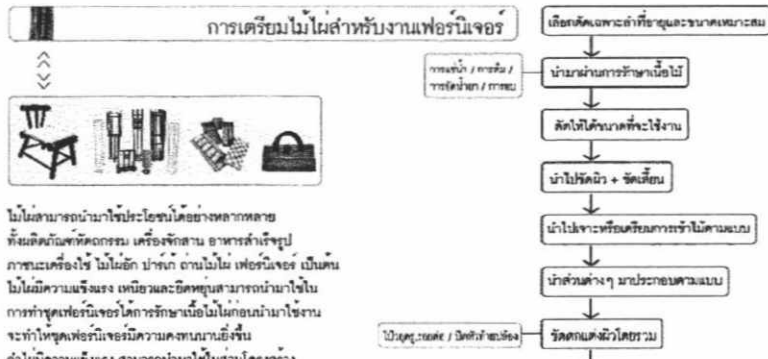 การเตรียมไม้ไผ่สำหรับงานเฟอร์นิเจอร์
ไม้ไผ่สามารถนำมาใช้ประโยชน์ได้อย่างหลากหลาย
ทั้งผลิตภัณฑ์หัตถกรรม เครื่องจักสาน อาหารสำเร็จรูป
ภาชนะเครื่องใช้ ไม้ไผ่อัด ปาร์เก้ ถ่านไม้ไผ่ เฟอร์นิเจอร์ เป็นต้น
ไม้ไผ่มีความแข็งแรง เหนียวและยืดหยุ่นสามารถนำมาใช้ใน
การทำชุดเฟอร์นิเจอร์ได้การรักษาเนื้อไม้ไผ่ก่อนนำมาใช้งาน
จะทำให้ชุดเฟอร์นิเจอร์มีความคงทนนานยิ่งขึ้น
เลือกตัดเฉพาะลำที่อายุและขนาดเหมาะสม
การแช่น้ำ / การต้ม /
การอัดน้ำยา / การอบ
นำมาผ่านการรักษาเนื้อไม้
ตัดให้ได้ขนาดที่จะใช้งาน
นำไปขัดผิว + ขัดเสี้ยน
นำไปเจาะหรือเตรียมการเข้าไม้ตามแบบ
นำส่วนต่างๆ มาประกอบตามแบบ
ขัดตกแต่งผิวโดยรวม